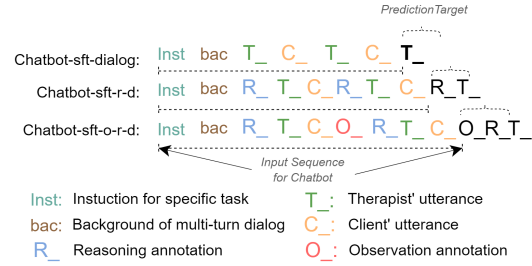 PredictionTarget
Chatbot-sft-dialog: Inst bac T_ C_ T_ C_ T_
Chatbot-sft-r-d: Inst bac R_ T_ C_ R_ T_ C_ R_T_
Chatbot-sft-o-r-d: Inst bac R_ T_ C_ O_ R_ T_ C_ O_R_T_
Input Sequence
for Chatbot
Inst: Instuction for specific task T_: Therapist' utterance
bac: Background of multi-turn dialog C_: Client' utterance
R_ Reasoning annotation O_: Observation annotation